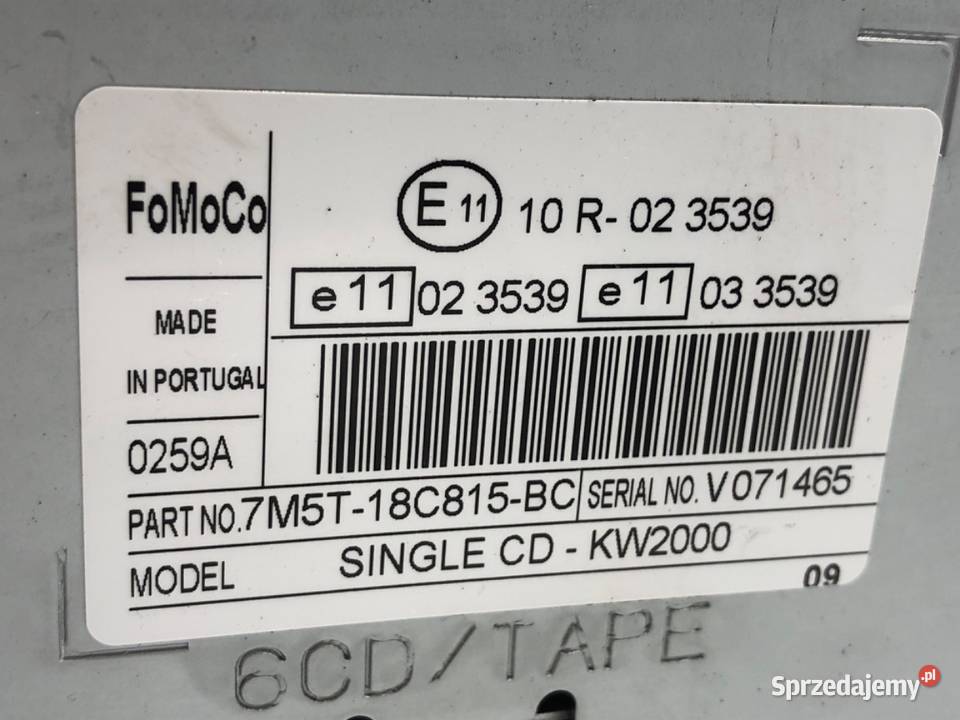 FoMoCo
E 11 10 R- 02 3539
e 11 02 3539 e 11 03 3539
MADE
IN PORTUGAL
0259A
PART NO. 7M5T-18C815-BC SERIAL NO. V071465
MODEL SINGLE CD - KW2000
09
6CD/TAPE
Sprzedajemy.pl